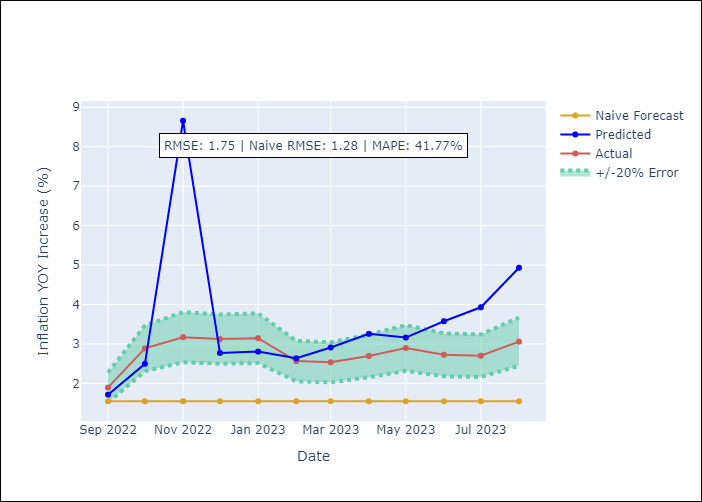 Naive Forecast
Predicted
Actual
+/-20% Error
RMSE: 1.75 | Naive RMSE: 1.28 | MAPE: 41.77%
Inflation YOY Increase (%)
9
8
7
6
5
4
3
2
Sep 2022
Nov 2022
Jan 2023
Mar 2023
May 2023
Jul 2023
Date